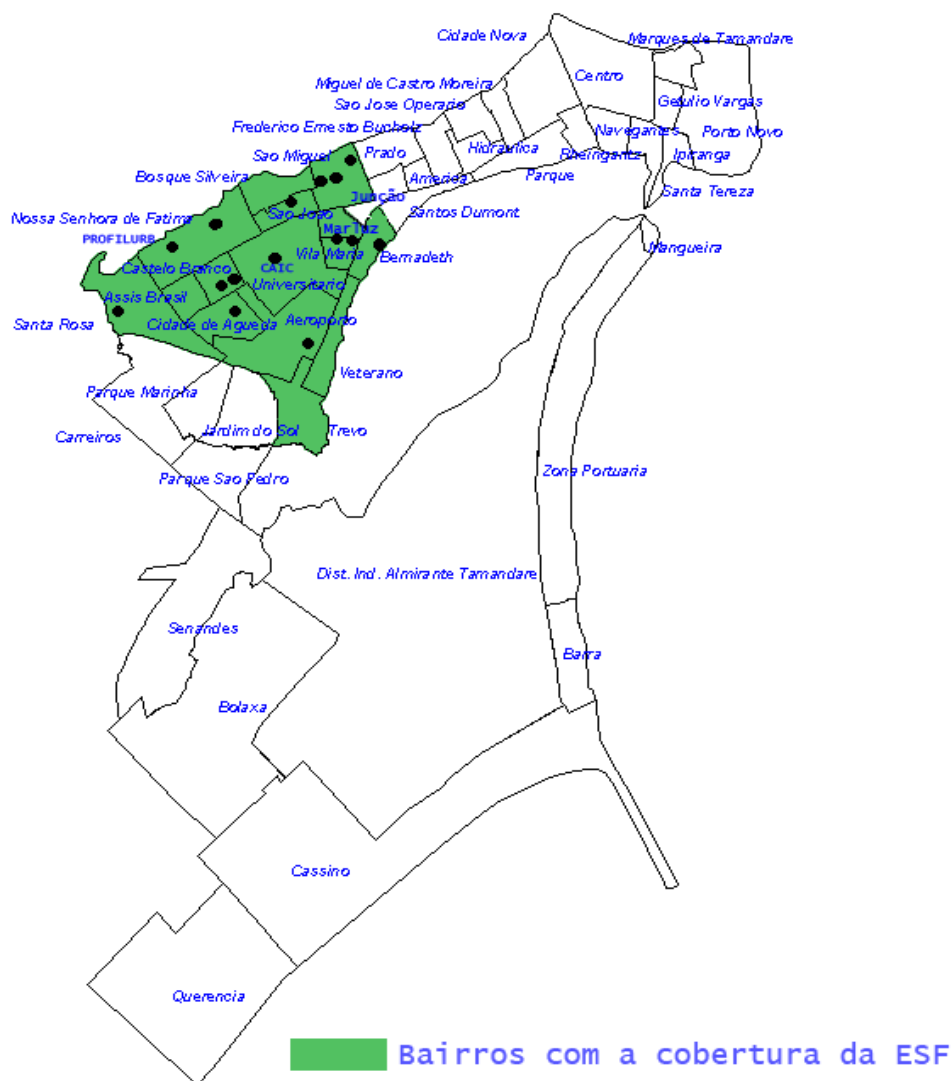 Cidade Nova
Marques de Tamandare
Centro
Miguel de Castro Moreira
Getulio Vargas
Sao Jose Operario
Frederico Ernesto Bucholz
Navegantes
Porto Novo
Hidraulica
Prado
Rheingantz
Ipiranga
Sao Miguel
Bosque Silveira
America
Parque
Junção
Santa Tereza
Nossa Senhora de Fatima
Sao Joao
Santos Dumont
Marluz
PROFILURB
Mangueira
Vila Maria
Bernadeth
Castelo Branco
CAIC
Universitario
Assis Brasil
Santa Rosa
Cidade de Agueda
Aeroporto
Veterano
Parque Marinha
Carreiros
Jardim do Sol
Trevo
Parque Sao Pedro
Zona Portuaria
Dist. Ind. Almirante Tamandare
Senandes
Barra
Bolaxa
Cassino
Querencia
Bairros com a cobertura da ESF